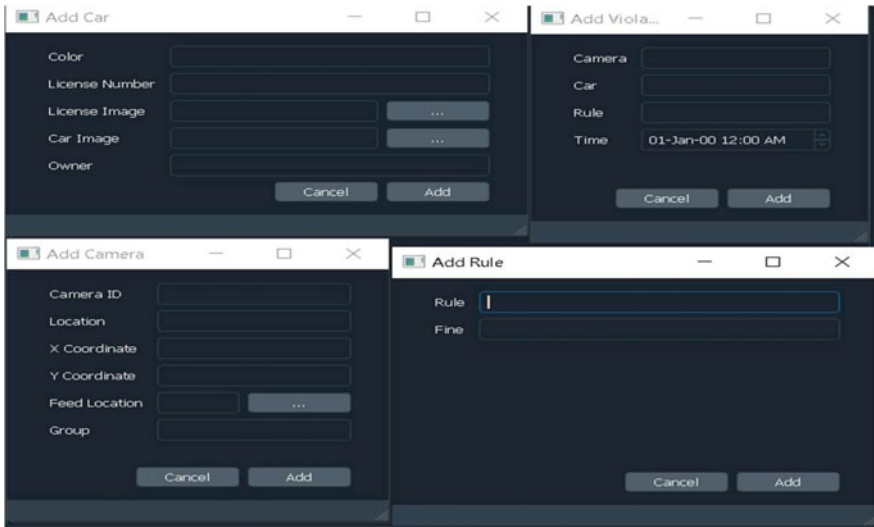 Add Car
Color
License Number
License Image ...
Car Image ...
Owner
Cancel Add
Add Viola...
Camera
Car
Rule
Time 01-Jan-00 12:00 AM
Cancel Add
Add Camera
Camera ID
Location
X Coordinate
Y Coordinate
Feed Location ...
Group
Cancel Add
Add Rule
Rule
Fine
Cancel Add